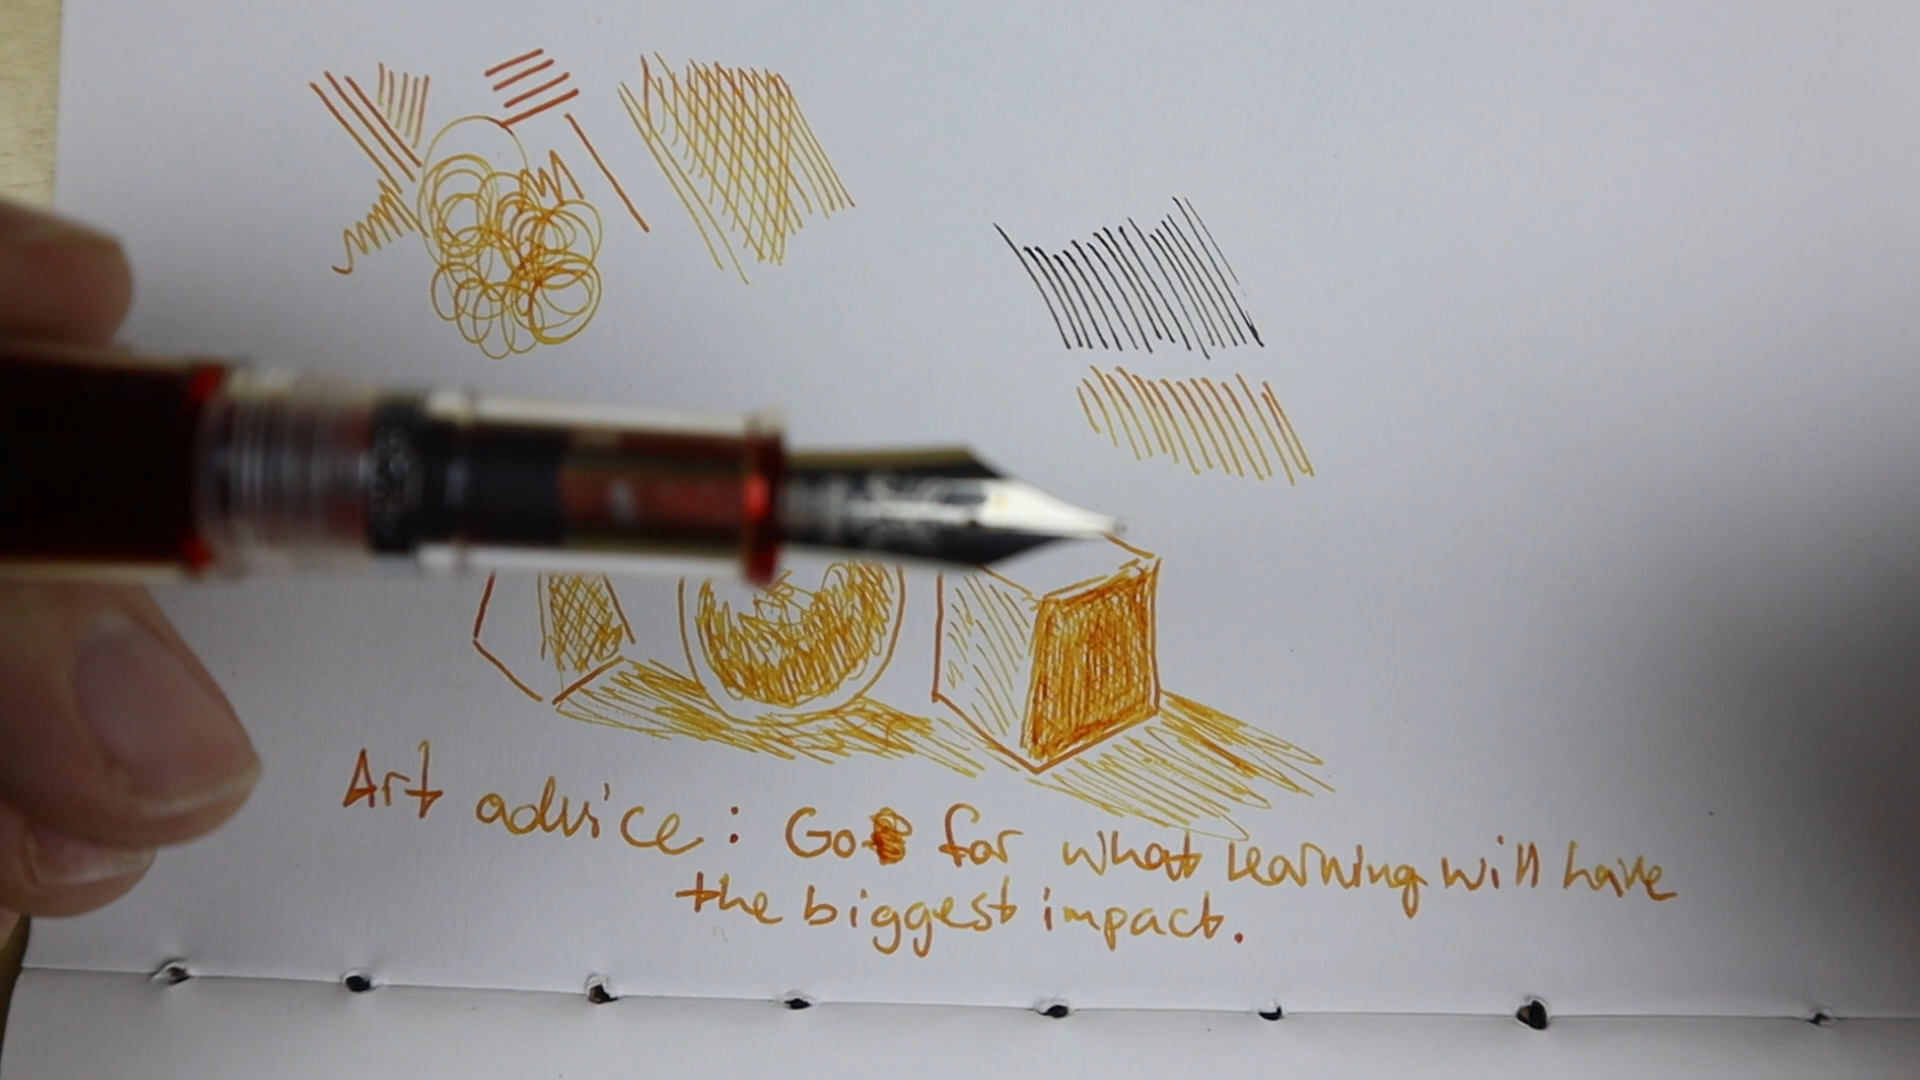 Art advice: Go for what learning will have
the biggest impact.